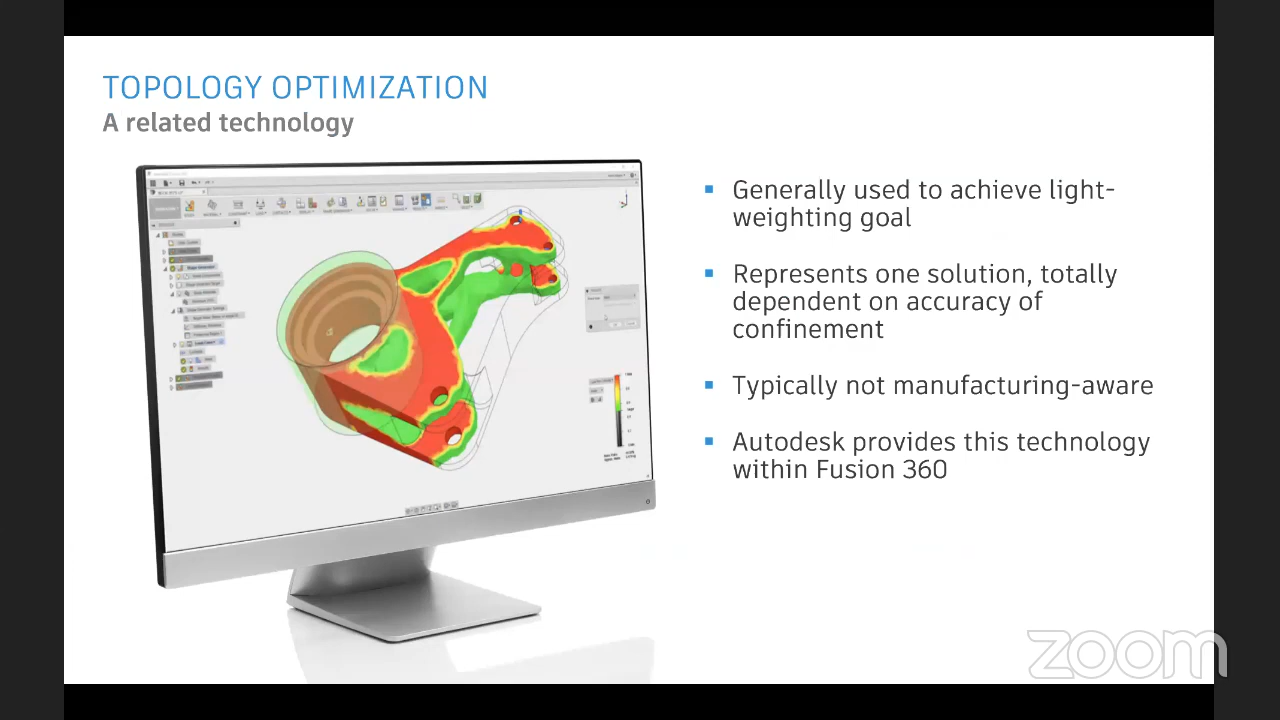 TOPOLOGY OPTIMIZATION
A related technology
Generally used to achieve light-
weighting goal
Represents one solution, totally
dependent on accuracy of
confinement
Typically not manufacturing-aware
Autodesk provides this technology
within Fusion 360
zoom